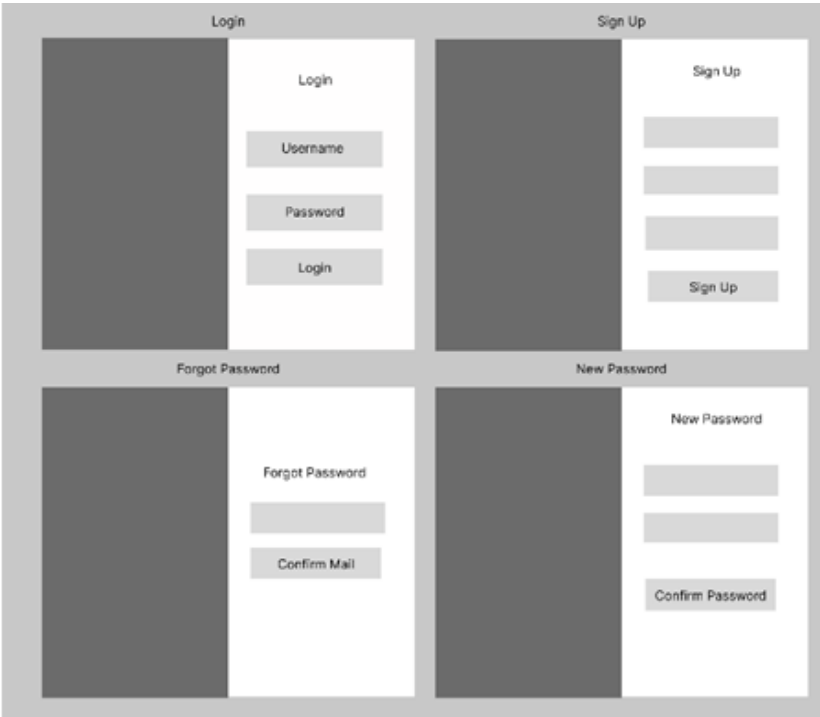 Login
Sign Up
Login
Username
Password
Login
Sign Up
Sign Up
Forgot Password
New Password
Forgot Password
Confirm Mail
New Password
Confirm Password